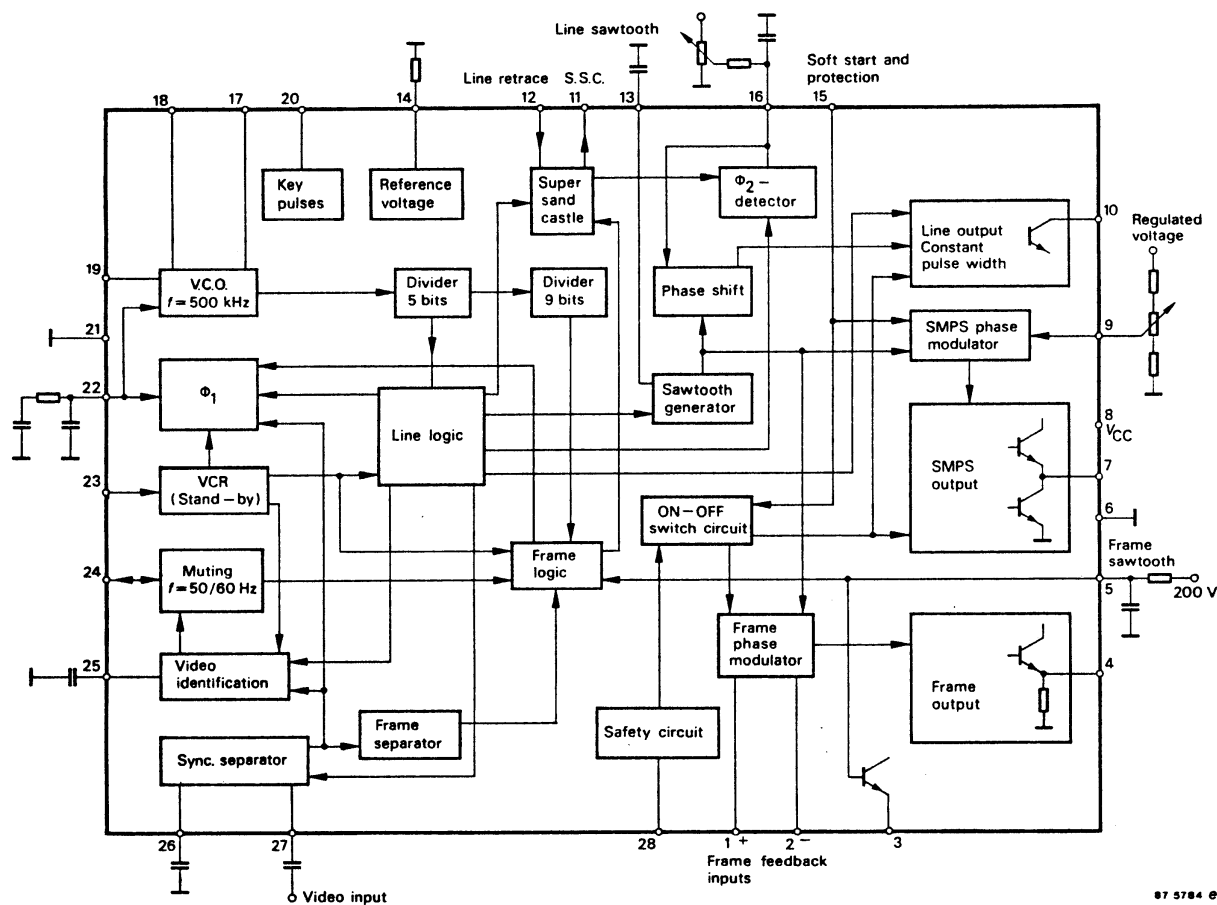 Line sawtooth
Soft start and
protection
Line retrace S.S.C.
18
17
20
14
12
11
13
16
15
Key
pulses
Reference
voltage
Super
sand
castle
Φ2 –
detector
Line output
Constant
pulse width
10
Regulated
voltage
19
V.C.O.
f = 500 kHz
Divider
5 bits
Divider
9 bits
Phase shift
21
SMPS phase
modulator
9
22
Φ1
Line logic
Sawtooth
generator
8
VCC
23
VCR
(Stand – by)
SMPS
output
7
ON – OFF
switch circuit
6
24
Muting
f = 50/60 Hz
Frame
logic
Frame
sawtooth
5
200 V
25
Video
identification
Frame
phase
modulator
4
Frame
output
Frame
separator
Safety circuit
Sync. separator
26
27
28
1 +
2 –
3
Frame feedback
inputs
Video input
87 5784 e